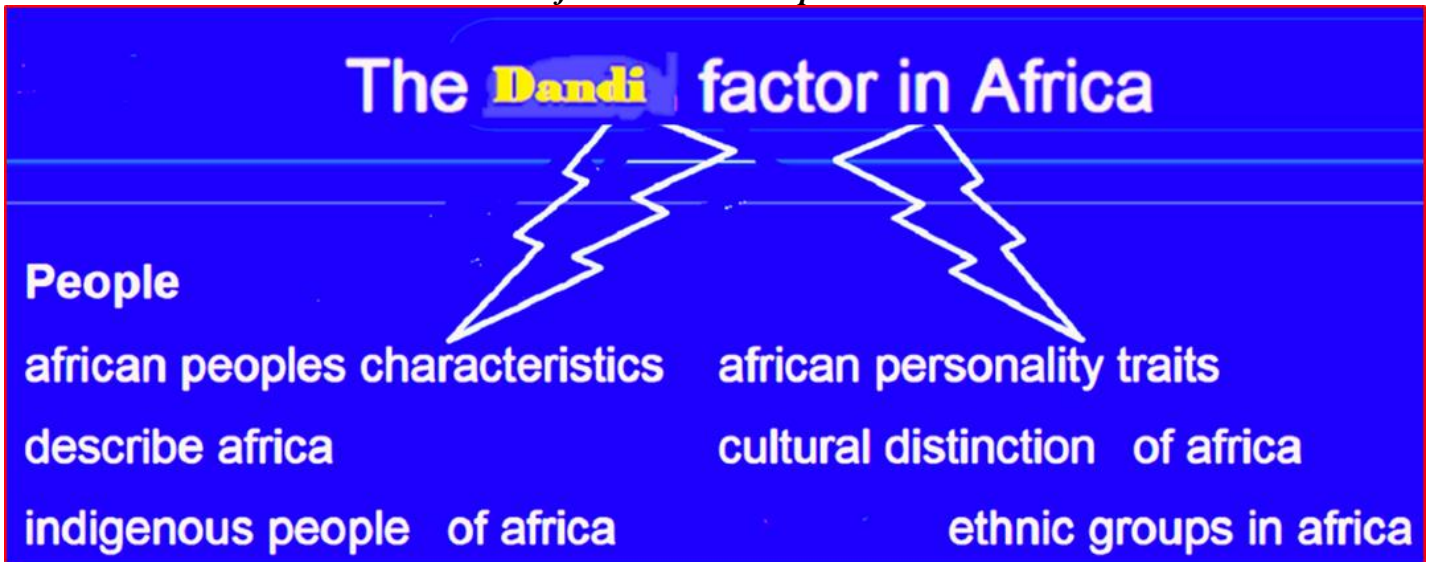 The Dandi factor in Africa
People
african peoples characteristics african personality traits
describe africa cultural distinction of africa
indigenous people of africa ethnic groups in africa